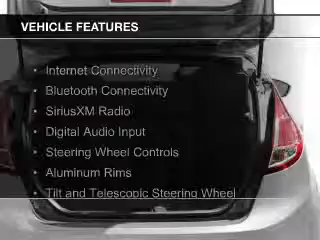 VEHICLE FEATURES
• Internet Connectivity
• Bluetooth Connectivity
• SiriusXM Radio
• Digital Audio Input
• Steering Wheel Controls
• Aluminum Rims
• Tilt and Telescopic Steering Wheel